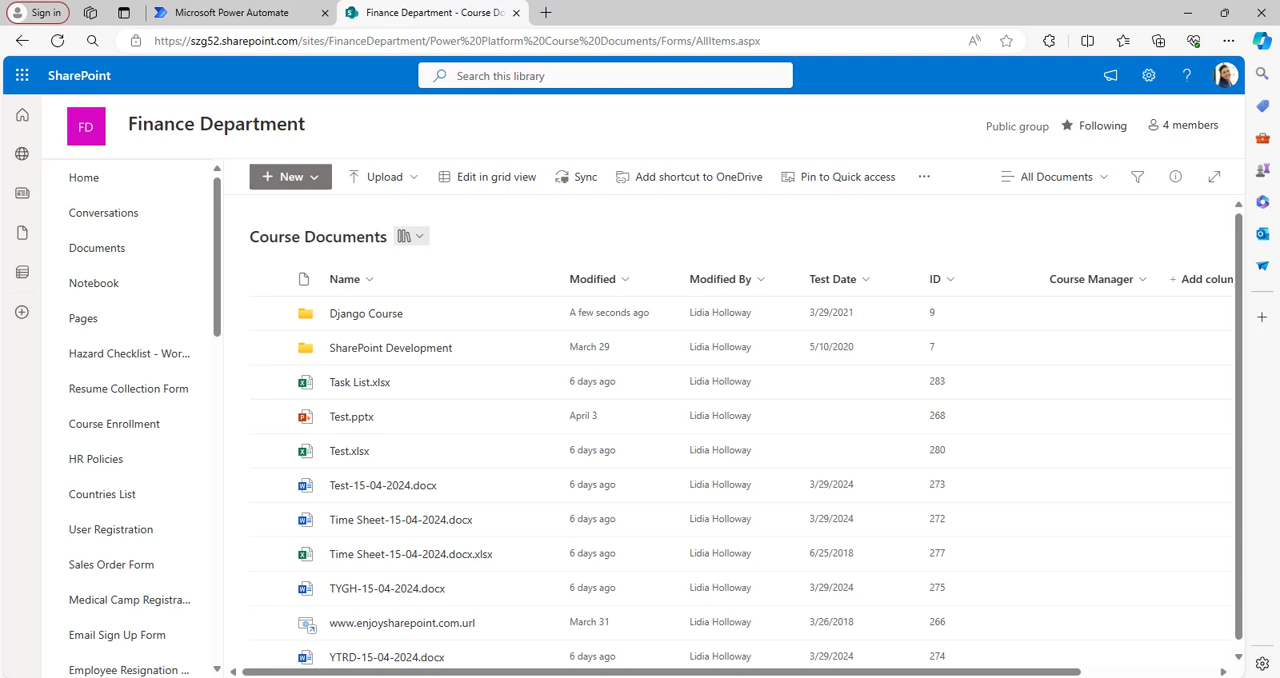 Sign in
Microsoft Power Automate
Finance Department - Course Do
https://szg52.sharepoint.com/sites/FinanceDepartment/Power%20Platform%20Course%20Documents/Forms/AllItems.aspx
SharePoint
Search this library
FD
Finance Department
Public group
Following
4 members
Home
Conversations
Documents
Notebook
Pages
Hazard Checklist - Wor...
Resume Collection Form
Course Enrollment
HR Policies
Countries List
User Registration
Sales Order Form
Medical Camp Registra...
Email Sign Up Form
Employee Resignation ...
+ New
Upload
Edit in grid view
Sync
Add shortcut to OneDrive
Pin to Quick access
...
All Documents
Course Documents
Name Modified Modified By Test Date ID Course Manager + Add colun
Django Course A few seconds ago Lidia Holloway 3/29/2021 9
SharePoint Development March 29 Lidia Holloway 5/10/2020 7
Task List.xlsx 6 days ago Lidia Holloway 283
Test.pptx April 3 Lidia Holloway 268
Test.xlsx 6 days ago Lidia Holloway 280
Test-15-04-2024.docx 6 days ago Lidia Holloway 3/29/2024 273
Time Sheet-15-04-2024.docx 6 days ago Lidia Holloway 3/29/2024 272
Time Sheet-15-04-2024.docx.xlsx 6 days ago Lidia Holloway 6/25/2018 277
TYGH-15-04-2024.docx 6 days ago Lidia Holloway 3/29/2024 275
www.enjoysharepoint.com.url March 31 Lidia Holloway 3/26/2018 266
YTRD-15-04-2024.docx 6 days ago Lidia Holloway 3/29/2024 274